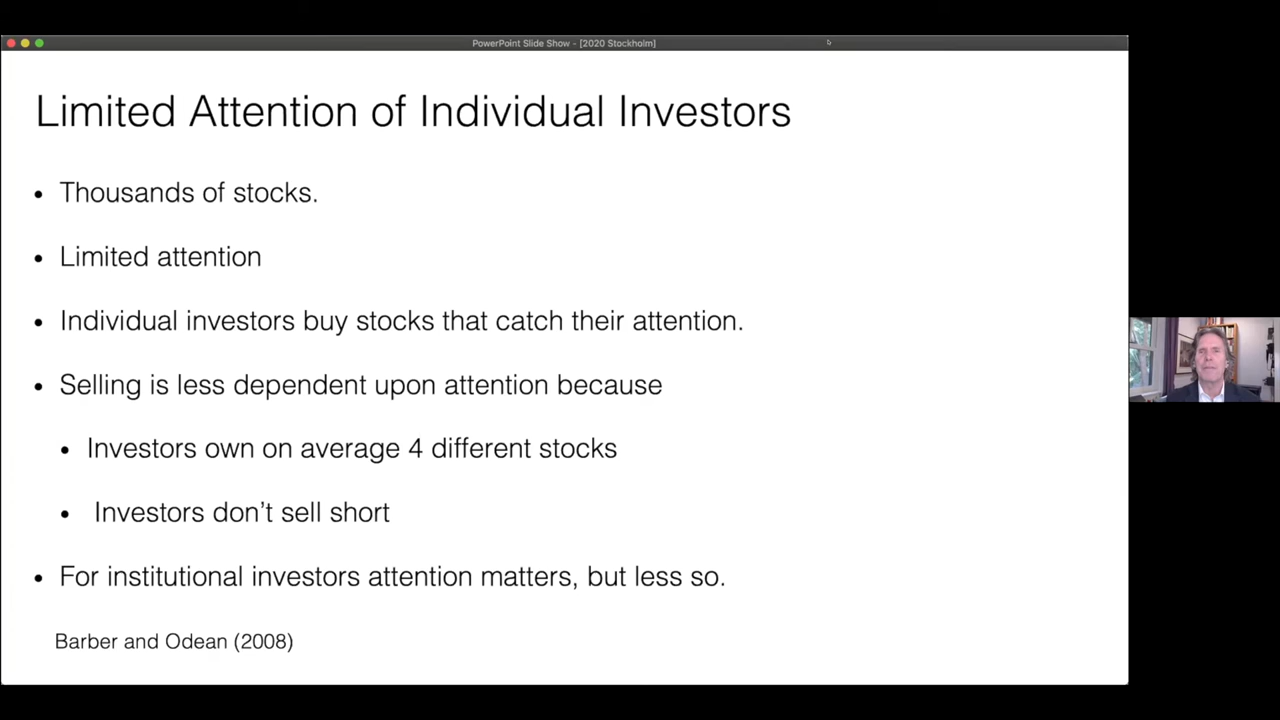 PowerPoint Slide Show - [2020 Stockholm]
Limited Attention of Individual Investors
• Thousands of stocks.
• Limited attention
• Individual investors buy stocks that catch their attention.
• Selling is less dependent upon attention because
• Investors own on average 4 different stocks
• Investors don’t sell short
• For institutional investors attention matters, but less so.
Barber and Odean (2008)